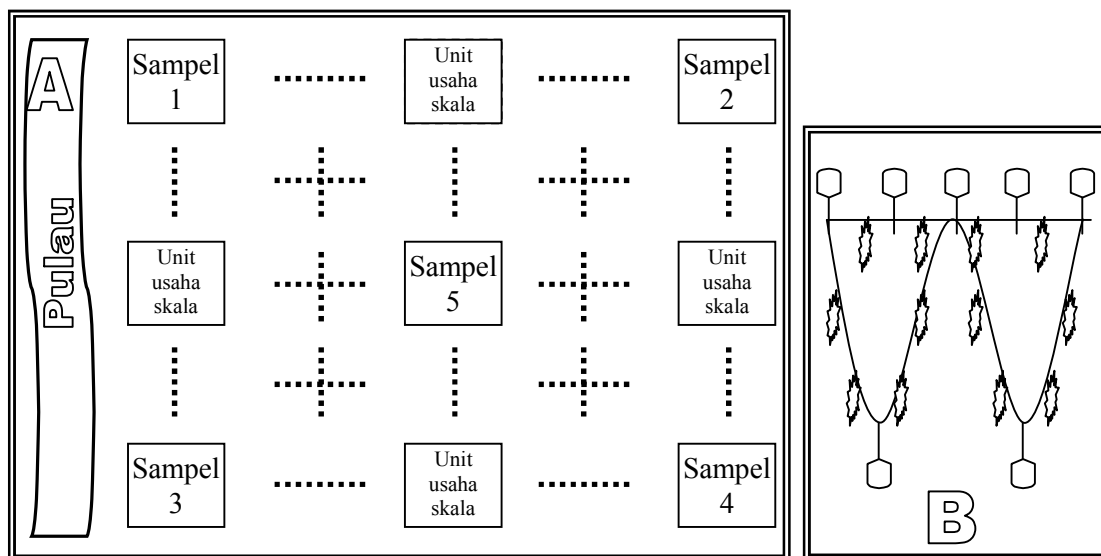 A
Pulau
Sampel
1
Unit
usaha
skala
Sampel
2
Unit
usaha
skala
Sampel
5
Unit
usaha
skala
Sampel
3
Unit
usaha
skala
Sampel
4
B